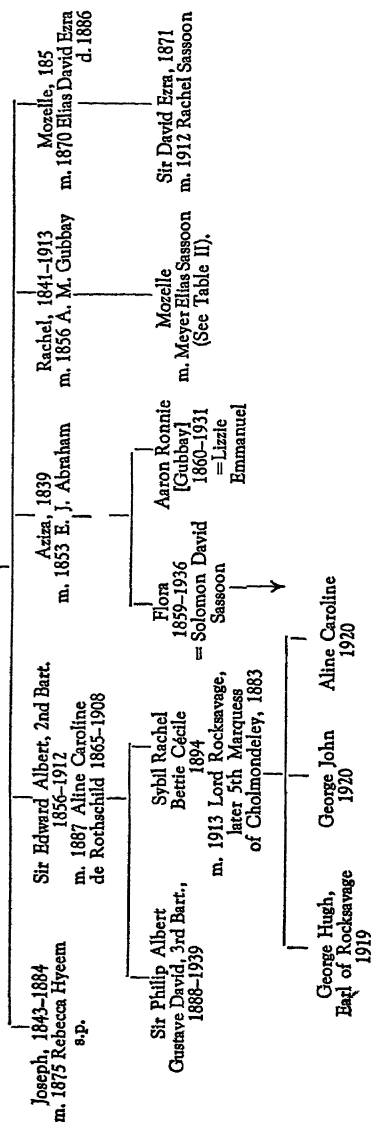 Joseph, 1843–1884
m. 1875 Rebecca Hyeem
s.p.
Sir Edward Albert, 2nd Bart.
1856–1912
m. 1887 Aline Caroline
de Rothschild 1865–1908
Aziza, 1839
m. 1853 E. J. Abraham
Rachel, 1841–1913
m. 1856 A. M. Gubbay
Mozelle, 185
m. 1870 Elias David Ezra
d. 1886
Sir Philip Albert
Gustave David, 3rd Bart.,
1888–1939
Sybil Rachel
Bettie Cécile
1894
m. 1913 Lord Rocksavage,
later 5th Marquess
of Cholmondeley, 1883
Flora
1859–1936
= Solomon David
Sassoon
Aaron Ronnie
[Gubbay]
1860–1931
=Lizzie
Emmanuel
Mozelle
m. Meyer Elias Sassoon
(See Table II).
Sir David Ezra, 1871
m. 1912 Rachel Sassoon
George Hugh,
Earl of Rocksavage
1919
George John
1920
Aline Caroline
1920